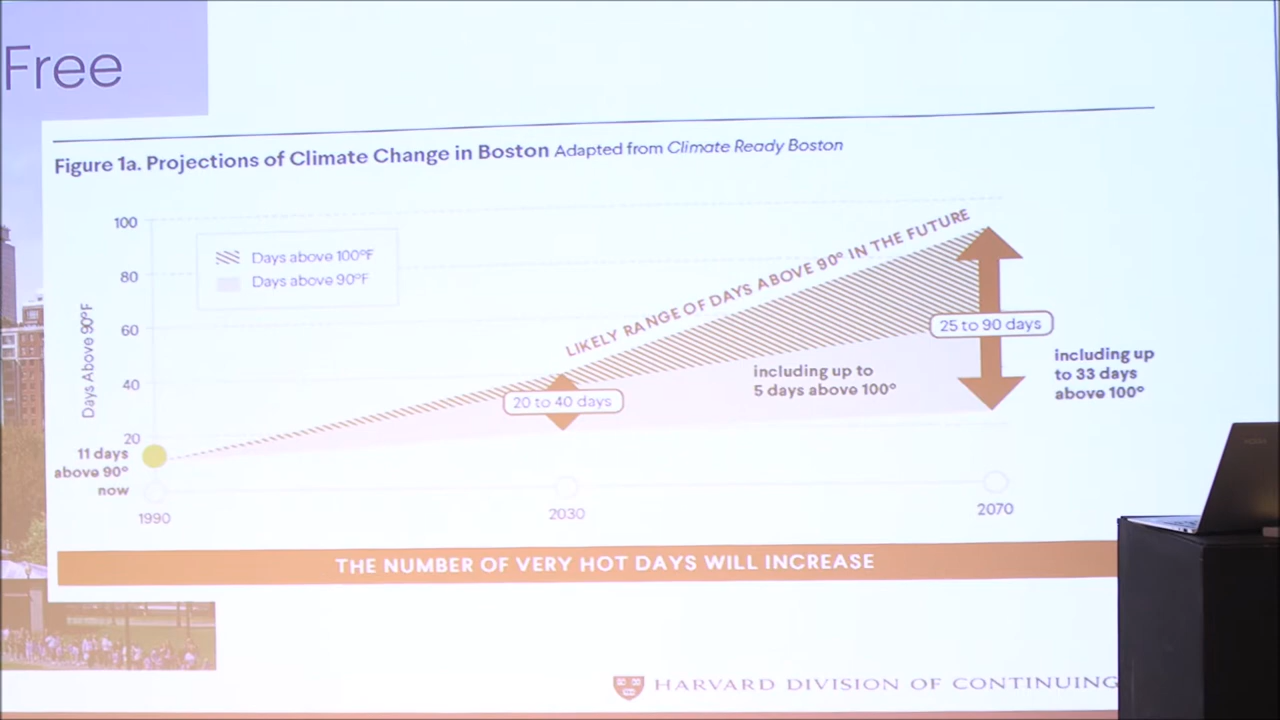 Free
Figure 1a. Projections of Climate Change in Boston Adapted from Climate Ready Boston
100
80
60
40
20
Days Above 90°F
Days above 100°F
Days above 90°F
LIKELY RANGE OF DAYS ABOVE 90° IN THE FUTURE
25 to 90 days
20 to 40 days
including up to
5 days above 100°
including up
to 33 days
above 100°
11 days
above 90°
now
1990
2030
2070
THE NUMBER OF VERY HOT DAYS WILL INCREASE
HARVARD DIVISION OF CONTINUING